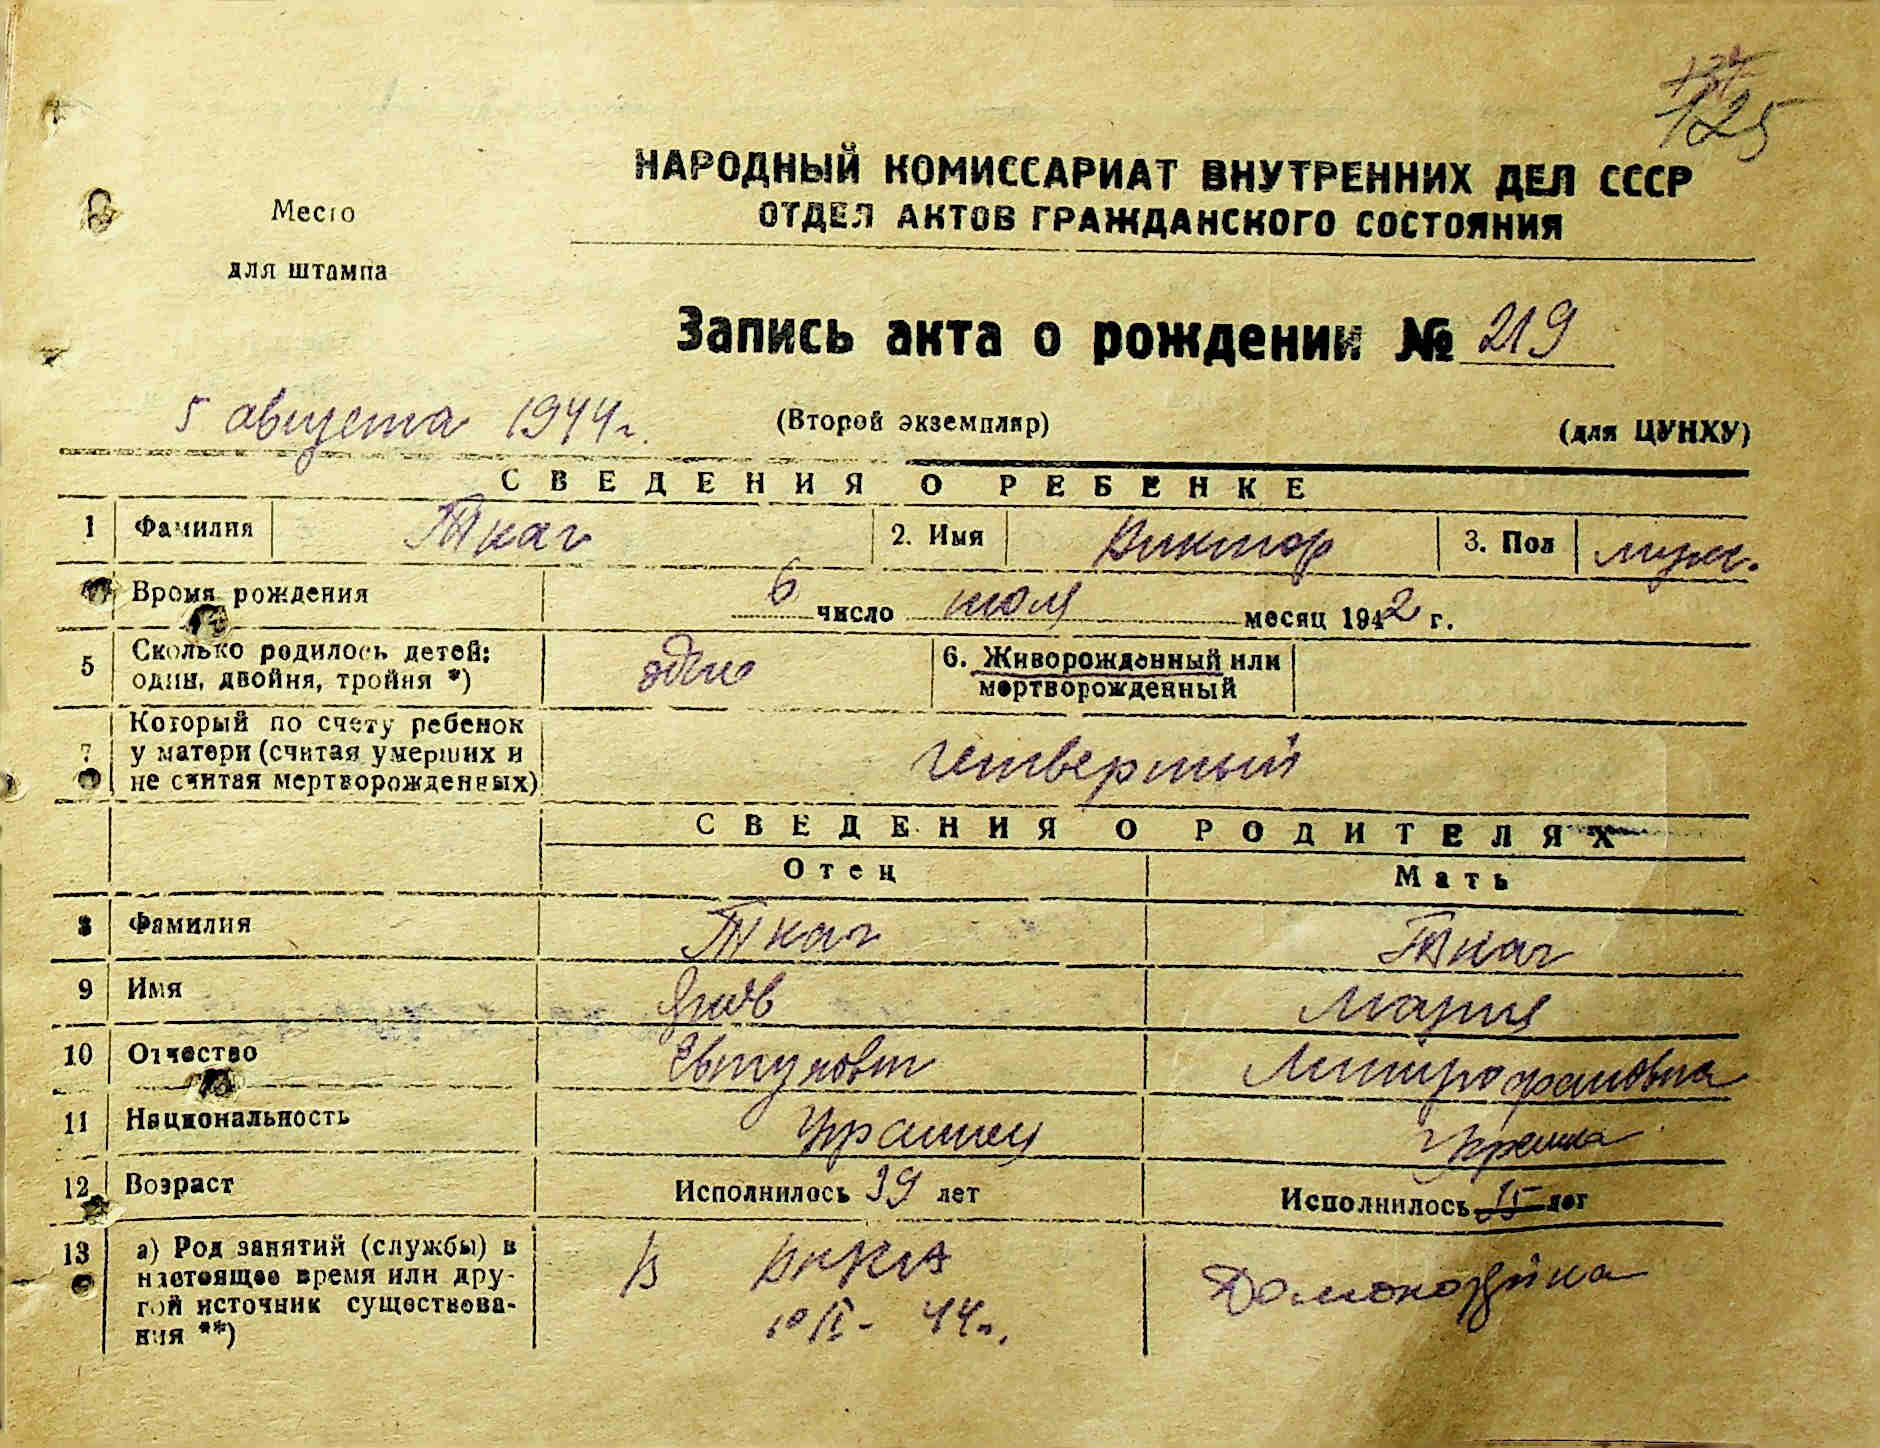 125
НАРОДНЫЙ КОМИССАРИАТ ВНУТРЕННИХ ДЕЛ СССР
ОТДЕЛ АКТОВ ГРАЖДАНСКОГО СОСТОЯНИЯ
Место
для штампа
Запись акта о рождении № 219
5 августа 1944 г. (Второй экземпляр) (для ЦУНХУ)
СВЕДЕНИЯ О РЕБЕНКЕ
1 Фамилия Ткач 2. Имя Виктор 3. Пол муж.
Время рождения 6 число июля месяц 1942 г.
5 Сколько родилось детей: один, двойня, тройня *) один 6. Живорожденный или мертворожденный
7 Который по счету ребенок у матери (считая умерших и не считая мертворожденных) четвертый
СВЕДЕНИЯ О РОДИТЕЛЯХ
Отец Мать
8 Фамилия Ткач Ткач
9 Имя Яков Мария
10 Отчество Евтухов Митрофановна
11 Национальность Украинец Украинка
12 Возраст Исполнилось 39 лет Исполнилось 35 лет
13 а) Род занятий (службы) в настоящее время или другой источник существования **) В РККА Домохозяйка
44 г.